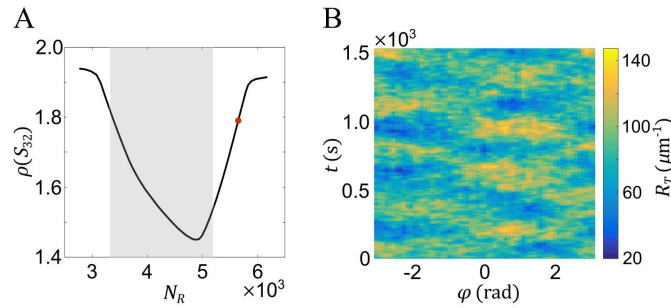 A
2.0
1.8
1.6
1.4
ρ(S₃₂)
3 4 5 6
N_R ×10³
B
×10³
1.5
1.0
0.5
0
t (s)
-2 0 2
φ (rad)
140
100
60
20
R_T (μm⁻¹)